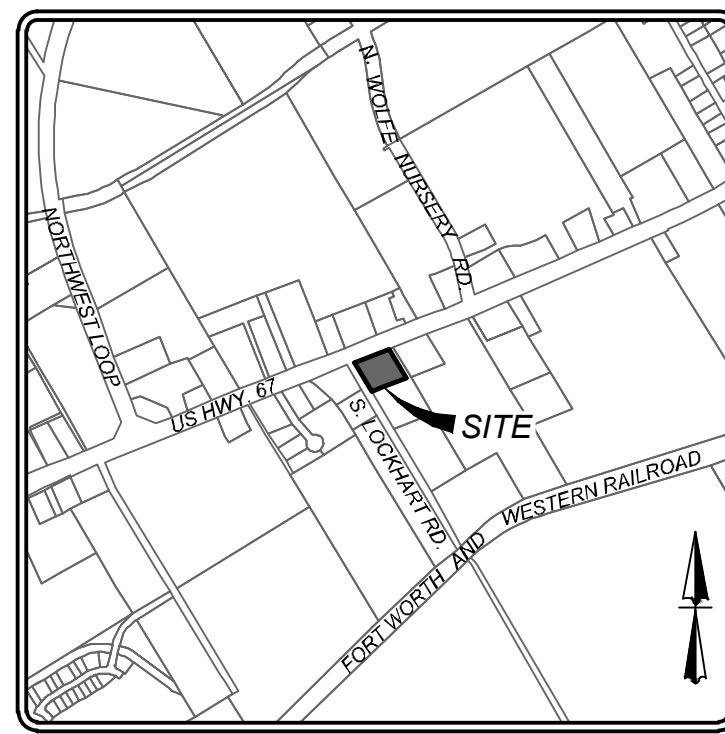 N. WOLFE NURSERY RD.
NORTHWEST LOOP
US HWY. 67
SITE
S. LOCKHART RD.
FORT WORTH AND WESTERN RAILROAD